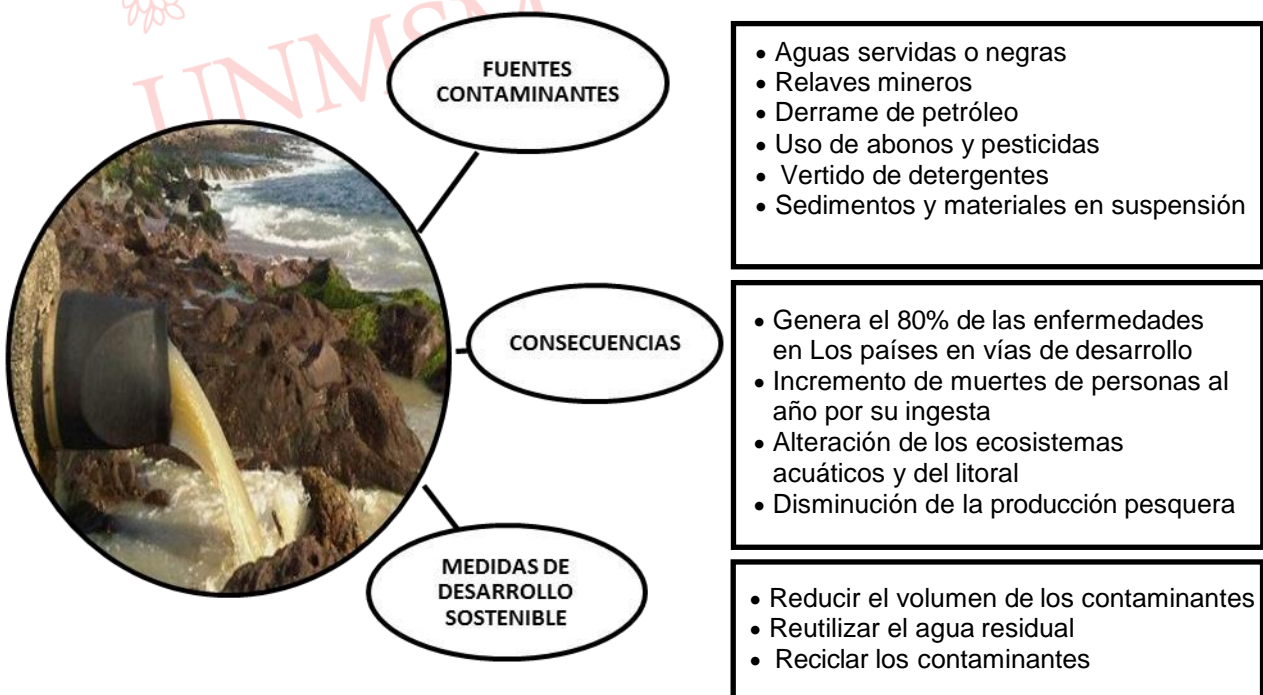 UNMSM
FUENTES
CONTAMINANTES
• Aguas servidas o negras
• Relaves mineros
• Derrame de petróleo
• Uso de abonos y pesticidas
• Vertido de detergentes
• Sedimentos y materiales en suspensión
CONSECUENCIAS
• Genera el 80% de las enfermedades
en Los países en vías de desarrollo
• Incremento de muertes de personas al
año por su ingesta
• Alteración de los ecosistemas
acuáticos y del litoral
• Disminución de la producción pesquera
MEDIDAS DE
DESARROLLO
SOSTENIBLE
• Reducir el volumen de los contaminantes
• Reutilizar el agua residual
• Reciclar los contaminantes